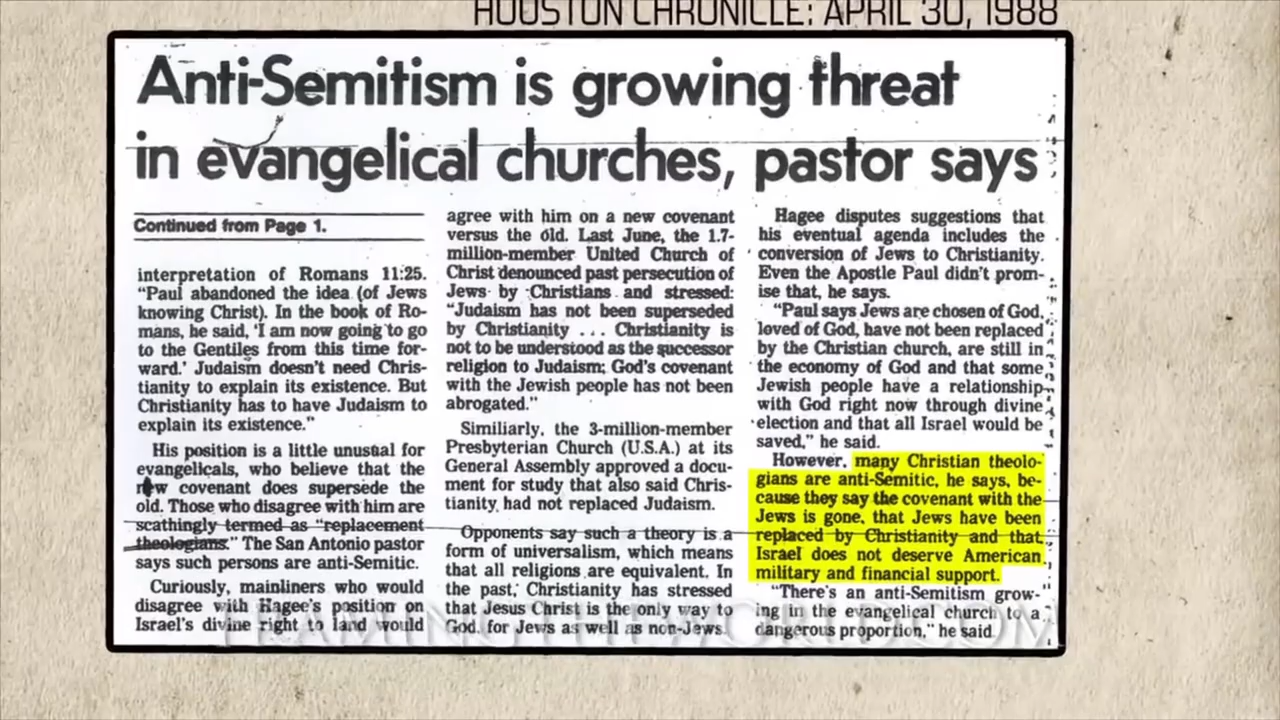 HOUSTON CHRONICLE: APRIL 30, 1988
Anti-Semitism is growing threat
in evangelical churches, pastor says
Continued from Page 1.
interpretation of Romans 11:25.
"Paul abandoned the idea (of Jews
knowing Christ). In the book of Ro-
mans, he said, 'I am now going to go
to the Gentiles from this time for-
ward.' Judaism doesn't need Chris-
tianity to explain its existence. But
Christianity has to have Judaism to
explain its existence."
His position is a little unusual for
evangelicals, who believe that the
new covenant does supersede the
old. Those who disagree with him are
scathingly termed as "replacement
theologians." The San Antonio pastor
says such persons are anti-Semitic.
Curiously, mainliners who would
disagree with Hagee's position on
Israel's divine right to land would
agree with him on a new covenant
versus the old. Last June, the 1.7-
million-member United Church of
Christ denounced past persecution of
Jews by Christians and stressed:
"Judaism has not been superseded
by Christianity ... Christianity is
not to be understood as the successor
religion to Judaism; God's covenant
with the Jewish people has not been
abrogated."
Similiarly, the 3-million-member
Presbyterian Church (U.S.A.) at its
General Assembly approved a docu-
ment for study that also said Chris-
tianity had not replaced Judaism.
Opponents say such a theory is a
form of universalism, which means
that all religions are equivalent. In
the past, Christianity has stressed
that Jesus Christ is the only way to
God, for Jews as well as non-Jews.
Hagee disputes suggestions that
his eventual agenda includes the
conversion of Jews to Christianity.
Even the Apostle Paul didn't prom-
ise that, he says.
"Paul says Jews are chosen of God,
loved of God, have not been replaced
by the Christian church, are still in
the economy of God and that some
Jewish people have a relationship
with God right now through divine
election and that all Israel would be
saved," he said.
However, many Christian theolo-
gians are anti-Semitic, he says, be-
cause they say the covenant with the
Jews is gone, that Jews have been
replaced by Christianity and that
Israel does not deserve American
military and financial support.
"There's an anti-Semitism grow-
ing in the evangelical church to a
dangerous proportion," he said.